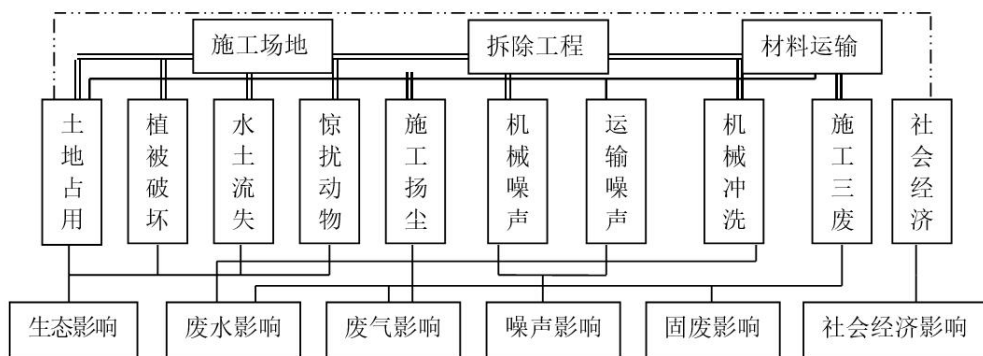 施工场地
拆除工程
材料运输
土地占用
植被破坏
水土流失
惊扰动物
施工扬尘
机械噪声
运输噪声
机械冲洗
施工三废
社会经济
生态影响
废水影响
废气影响
噪声影响
固废影响
社会经济影响